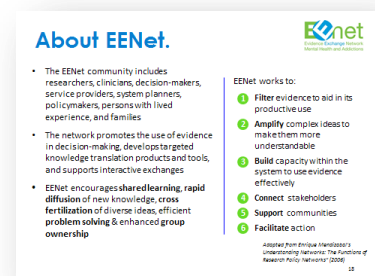 About EENet.
EEnet
Evidence Exchange Network
Mental Health and Addictions
• The EENet community includes
researchers, clinicians, decision-makers,
service providers, system planners,
policymakers, persons with lived
experience, and families
• The network promotes the use of evidence
in decision-making, develops targeted
knowledge translation products and tools,
and supports interactive exchanges
• EENet encourages shared learning, rapid
diffusion of new knowledge, cross
fertilization of diverse ideas, efficient
problem solving & enhanced group
ownership
EENet works to:
1 Filter evidence to aid in its
productive use
2 Amplify complex ideas to
make them more
understandable
3 Build capacity within the
system to use evidence
effectively
4 Connect stakeholders
5 Support communities
6 Facilitate action
Adapted from Enrique Mendizabal's
Understanding Networks: The Functions of
Research Policy Networks" (2006)
18